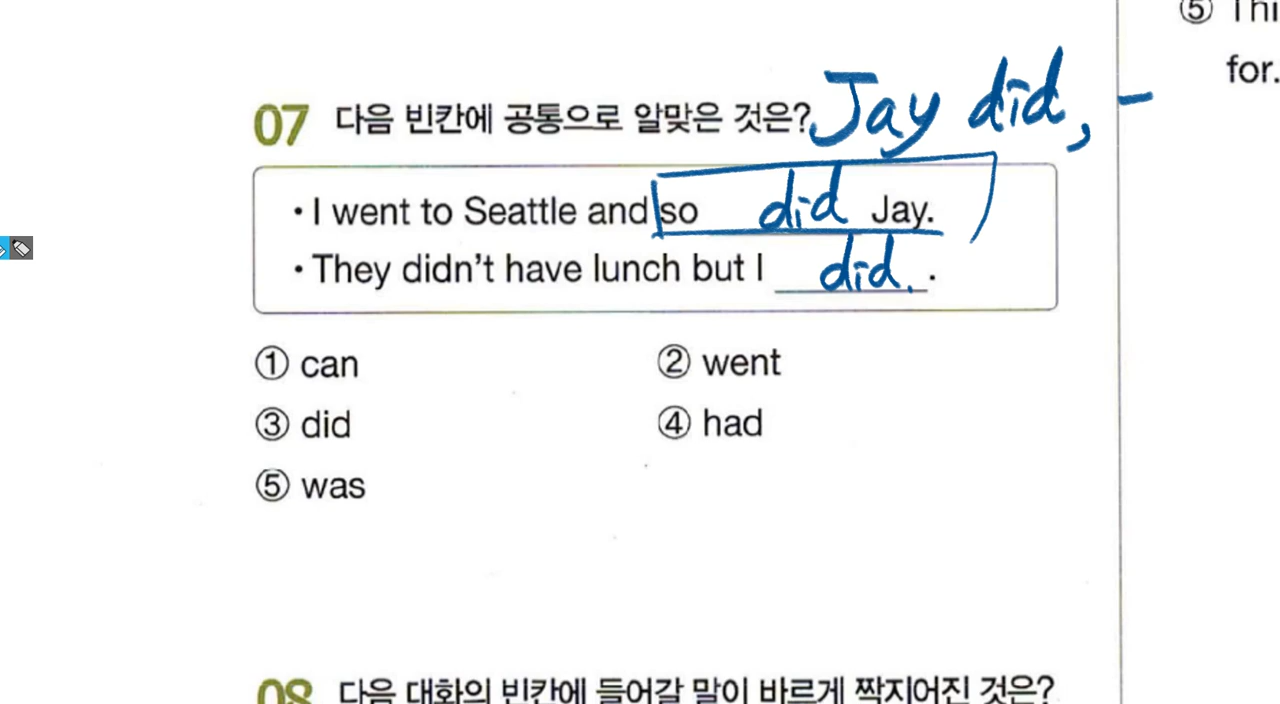 ⑤ Thi
for.
Jay did,
07 다음 빈칸에 공통으로 알맞은 것은?
• I went to Seattle and so did Jay.
• They didn't have lunch but I did. .
① can ② went
③ did ④ had
⑤ was
08 다음 대화의 빈칸에 들어갈 말이 바르게 짝지어진 것은?